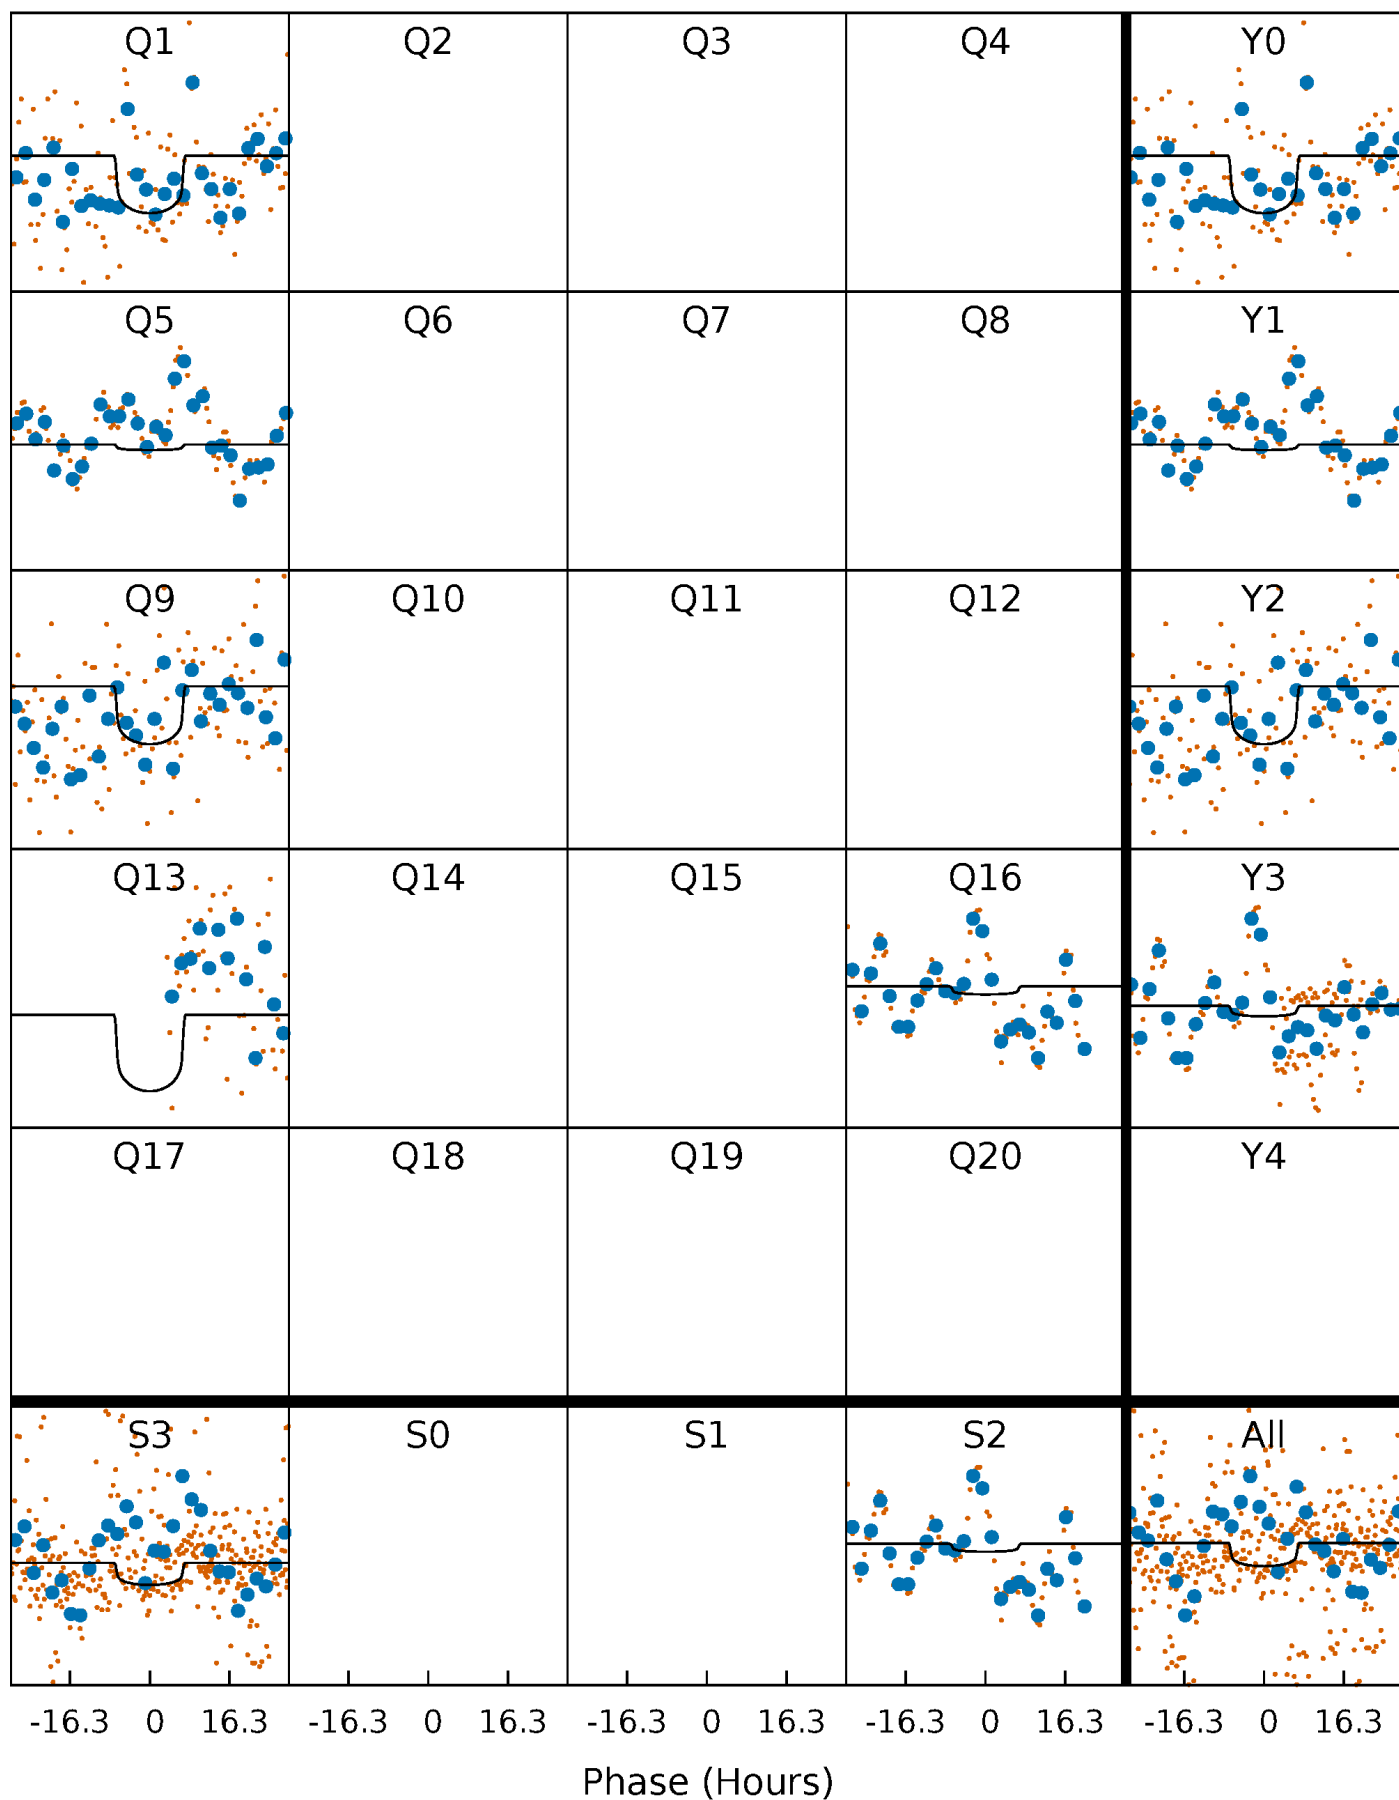 Q1 Q2 Q3 Q4 Y0
Q5 Q6 Q7 Q8 Y1
Q9 Q10 Q11 Q12 Y2
Q13 Q14 Q15 Q16 Y3
Q17 Q18 Q19 Q20 Y4
S3 S0 S1 S2 All
-16.3 0 16.3 -16.3 0 16.3 -16.3 0 16.3 -16.3 0 16.3 -16.3 0 16.3
Phase (Hours)